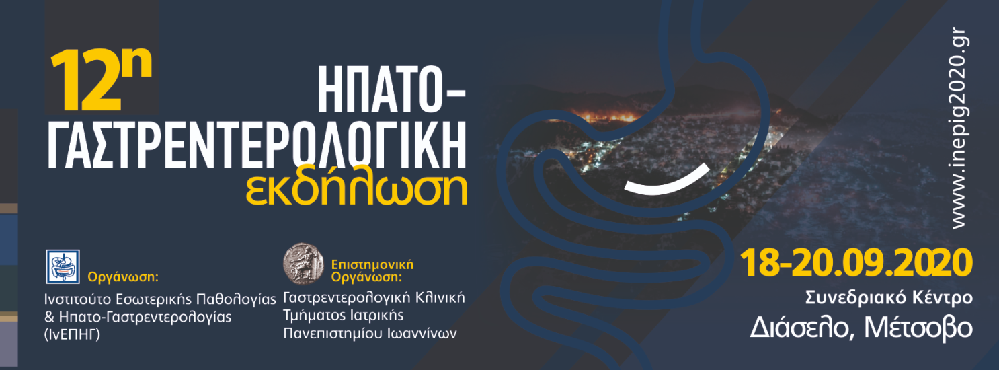 12η
ΗΠΑΤΟ-
ΓΑΣΤΡΕΝΤΕΡΟΛΟΓΙΚΗ
εκδήλωση
Οργάνωση:
Ινστιτούτο Εσωτερικής Παθολογίας
& Ηπατο-Γαστρεντερολογίας
(ΙνΕΠΗΓ)
Επιστημονική
Οργάνωση:
Γαστρεντερολογική Κλινική
Τμήματος Ιατρικής
Πανεπιστημίου Ιωαννίνων
www.inepig2020.gr
18-20.09.2020
Συνεδριακό Κέντρο
Διάσελο, Μέτσοβο